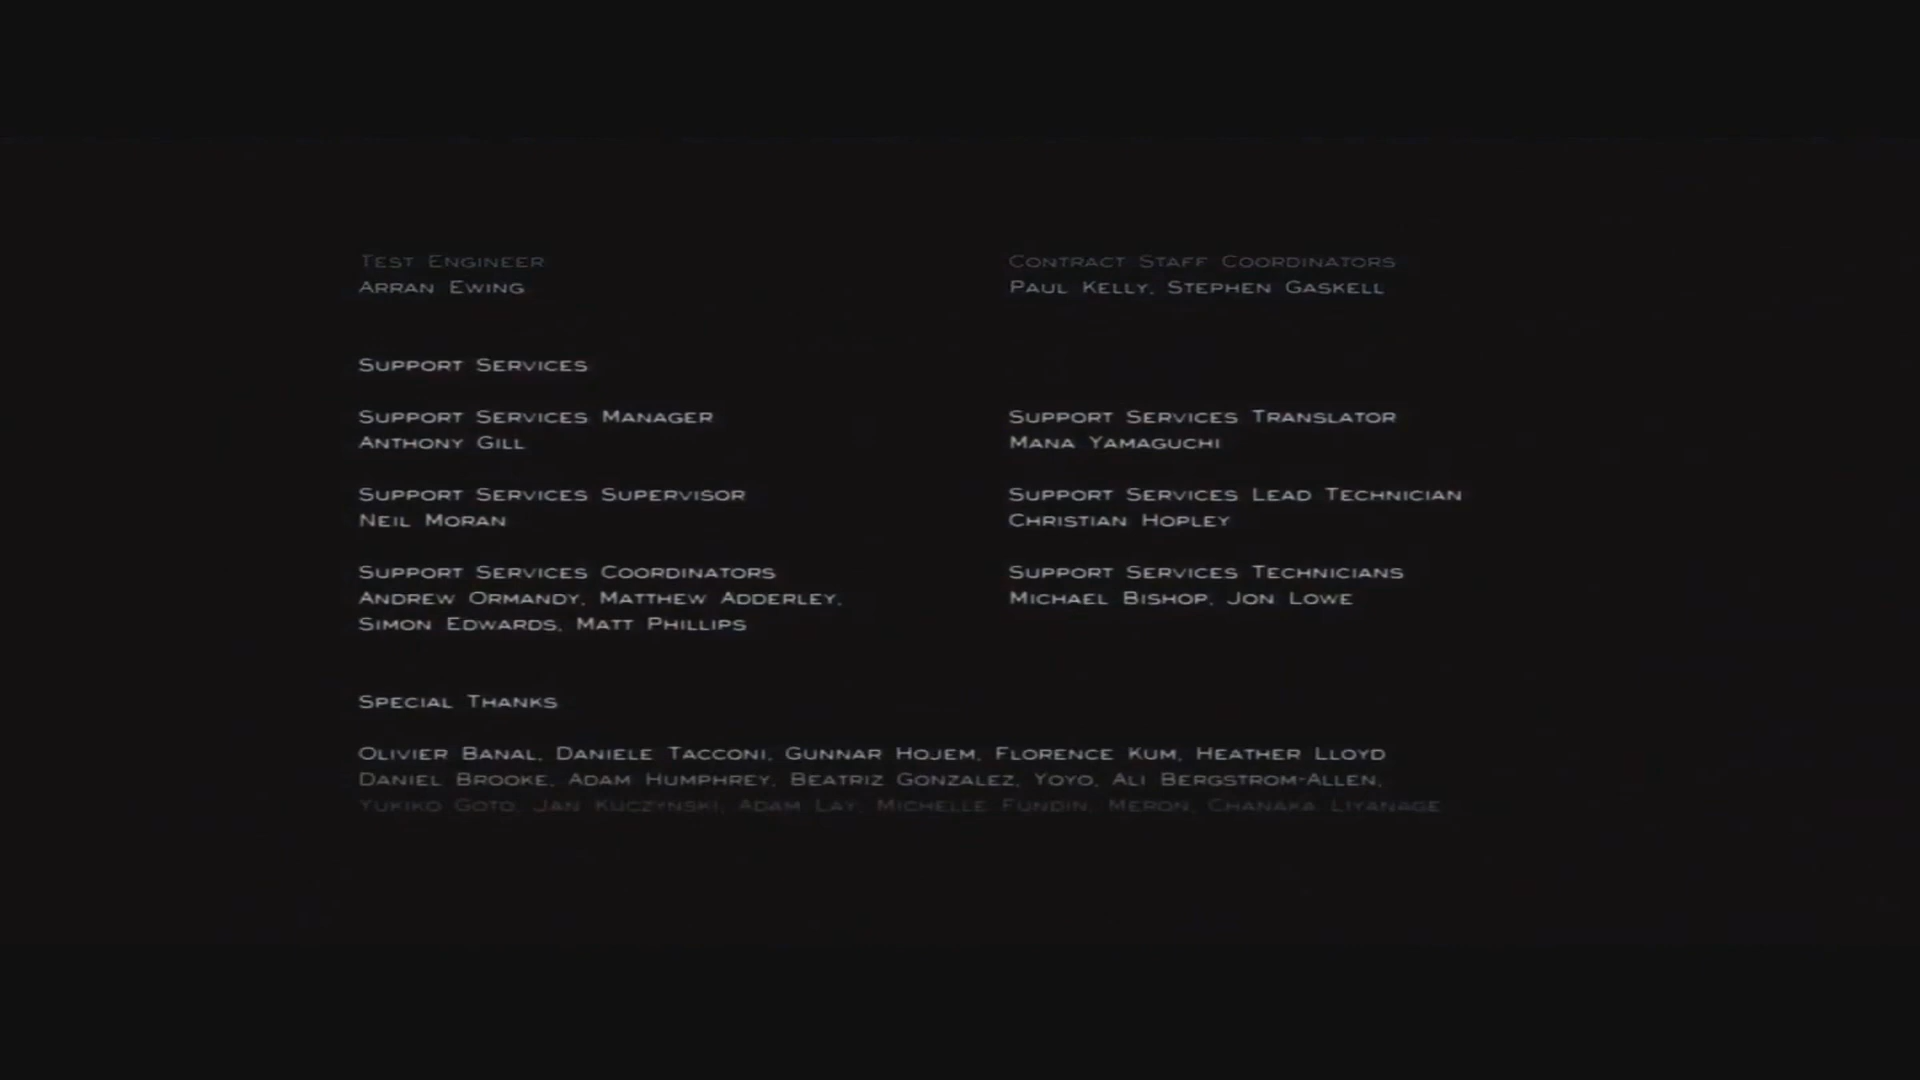 Test Engineer
Arran Ewing
Contract Staff Coordinators
Paul Kelly, Stephen Gaskell
Support Services
Support Services Manager
Anthony Gill
Support Services Translator
Mana Yamaguchi
Support Services Supervisor
Neil Moran
Support Services Lead Technician
Christian Hopley
Support Services Coordinators
Andrew Ormandy, Matthew Adderley,
Simon Edwards, Matt Phillips
Support Services Technicians
Michael Bishop, Jon Lowe
Special Thanks
Olivier Banal, Daniele Tacconi, Gunnar Hojem, Florence Kum, Heather Lloyd
Daniel Brooke, Adam Humphrey, Beatriz Gonzalez, Yoyo, Ali Bergstrom-Allen,
Yukiko Goto, Jan Kuczynski, Adam Lay, Michelle Fundin, Meron, Chanaka Liyanage